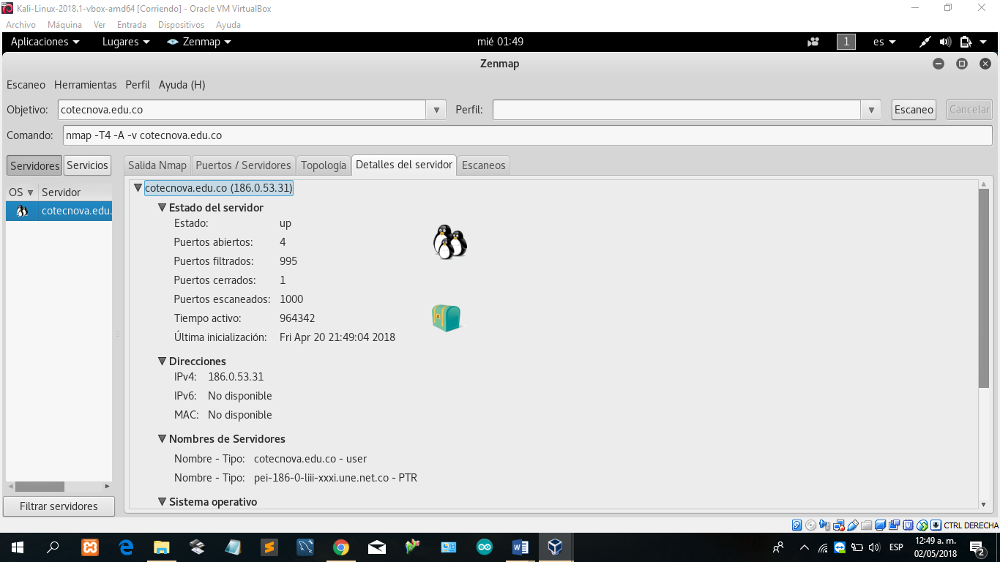 Kali-Linux-2018.1-vbox-amd64 [Corriendo] - Oracle VM VirtualBox
Archivo Máquina Ver Entrada Dispositivos Ayuda
Aplicaciones Lugares Zenmap mié 01:49 1 es
Zenmap
Escaneo Herramientas Perfil Ayuda (H)
Objetivo: cotecnova.edu.co Perfil: Escaneo Cancelar
Comando: nmap -T4 -A -v cotecnova.edu.co
Servidores Servicios Salida Nmap Puertos / Servidores Topología Detalles del servidor Escaneos
OS Servidor
cotecnova.edu.
cotecnova.edu.co (186.0.53.31)
Estado del servidor
Estado: up
Puertos abiertos: 4
Puertos filtrados: 995
Puertos cerrados: 1
Puertos escaneados: 1000
Tiempo activo: 964342
Última inicialización: Fri Apr 20 21:49:04 2018
Direcciones
IPv4: 186.0.53.31
IPv6: No disponible
MAC: No disponible
Nombres de Servidores
Nombre - Tipo: cotecnova.edu.co - user
Nombre - Tipo: pei-186-0-liii-xxxi.une.net.co - PTR
Sistema operativo
Filtrar servidores
CTRL DERECHA
ESP 12:49 a. m.
02/05/2018 2